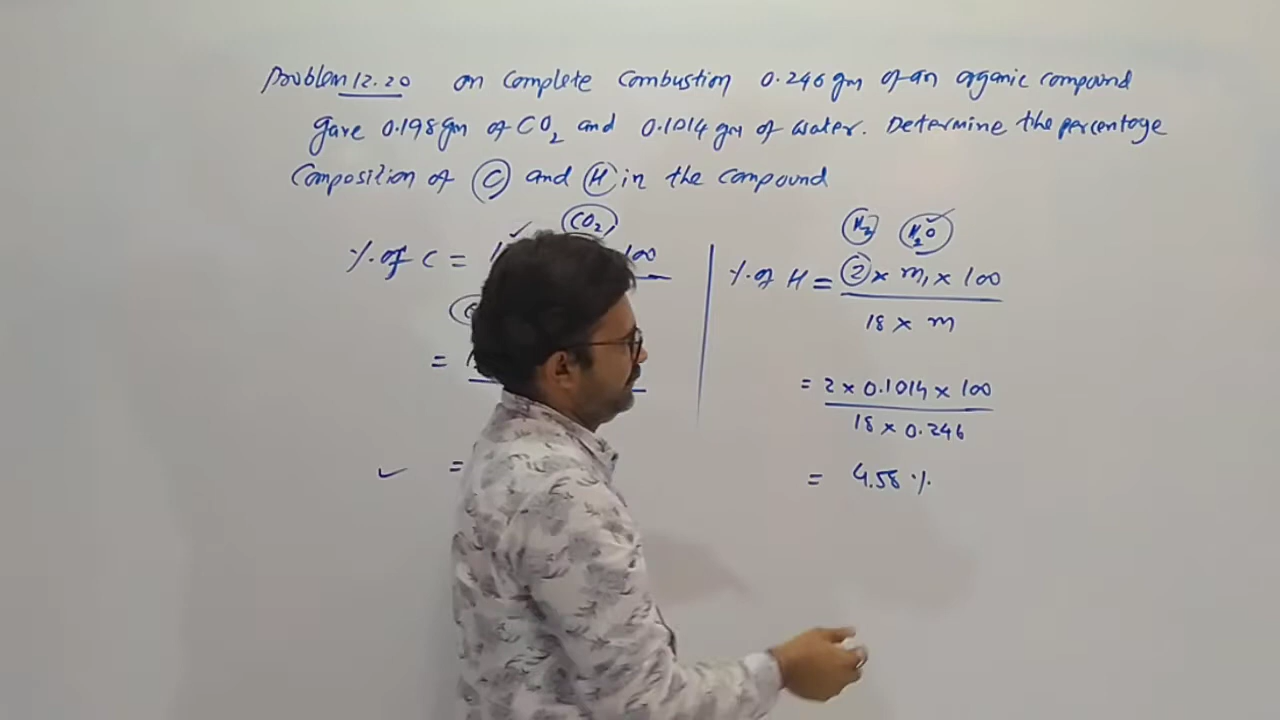 Problem 12.20 on Complete Combustion 0.246 gm of an organic compound
gave 0.198 gm of CO2 and 0.1014 gm of water. Determine the percentage
Composition of C and H in the compound
CO2
% of C = 100
=
=
H2 H2O
% of H = 2 × m1 × 100
18 × m
= 2 × 0.1014 × 100
18 × 0.246
= 4.58 %